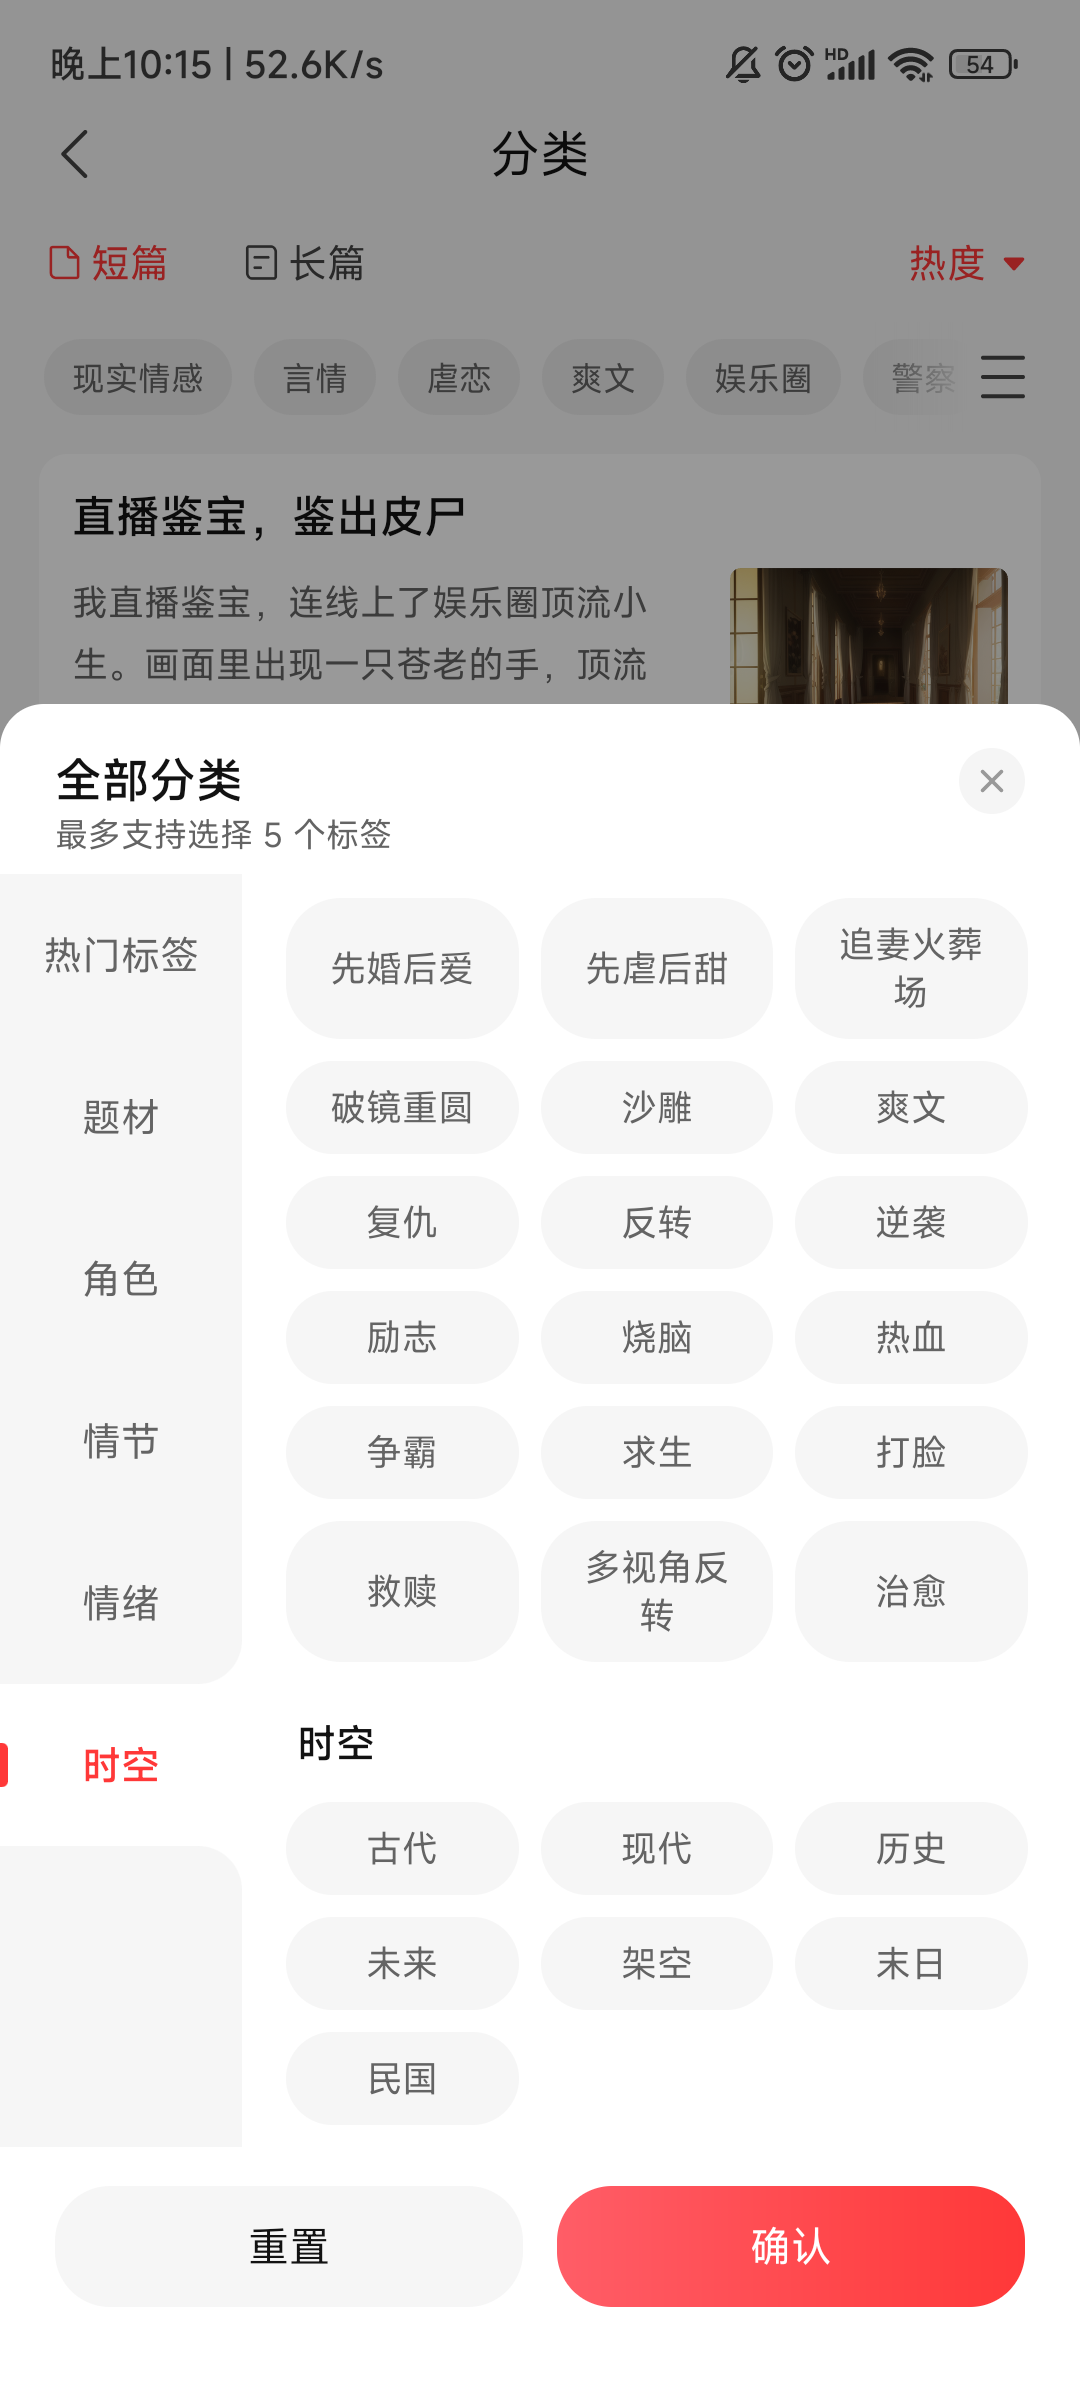 晚上10:15 | 52.6K/s
HD
54
分类
短篇
长篇
热度
现实情感
言情
虐恋
爽文
娱乐圈
警察
直播鉴宝，鉴出皮尸
我直播鉴宝，连线上了娱乐圈顶流小
生。画面里出现一只苍老的手，顶流
全部分类
最多支持选择 5 个标签
热门标签
题材
角色
情节
情绪
时空
先婚后爱
先虐后甜
追妻火葬
场
破镜重圆
沙雕
爽文
复仇
反转
逆袭
励志
烧脑
热血
争霸
求生
打脸
救赎
多视角反
转
治愈
时空
古代
现代
历史
未来
架空
末日
民国
重置
确认